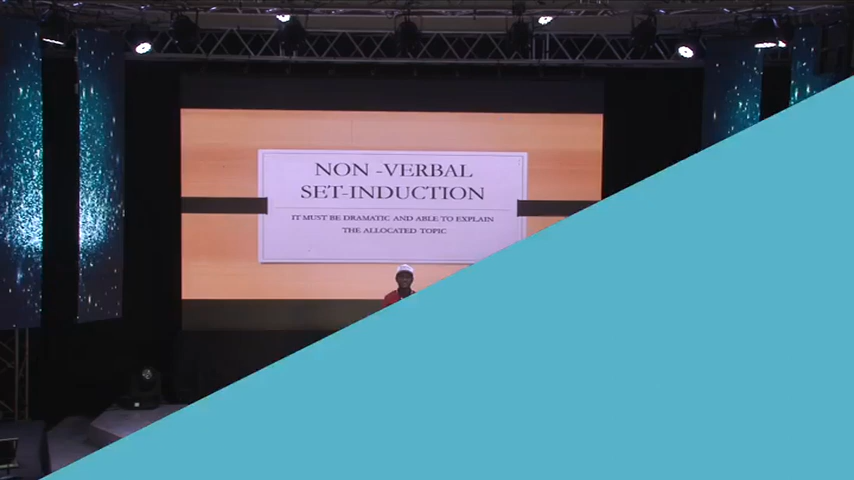 NON -VERBAL
SET-INDUCTION
IT MUST BE DRAMATIC AND ABLE TO EXPLAIN
THE ALLOCATED TOPIC